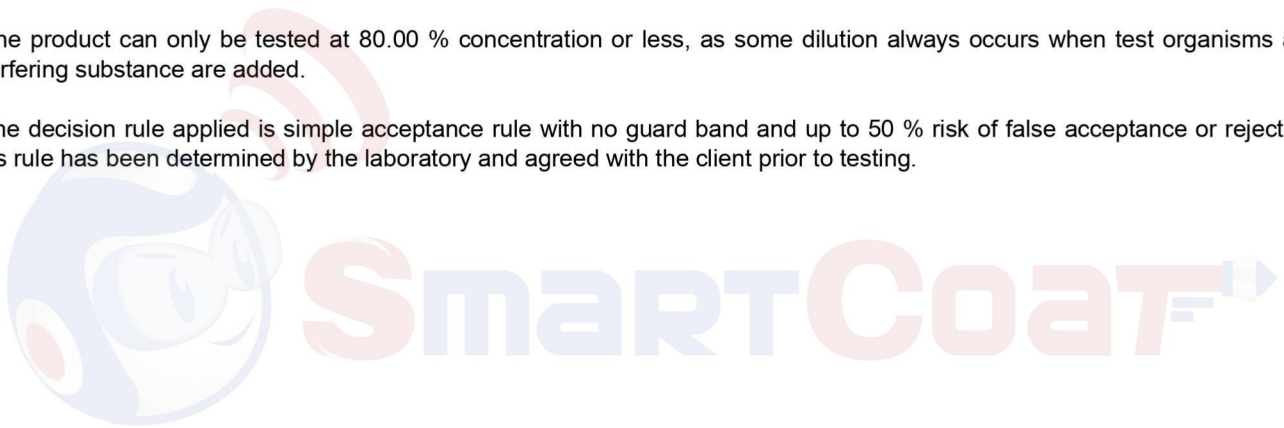 he product can only be tested at 80.00 % concentration or less, as some dilution always occurs when test organisms
rfering substance are added.
he decision rule applied is simple acceptance rule with no guard band and up to 50 % risk of false acceptance or reject
s rule has been determined by the laboratory and agreed with the client prior to testing.
SmartCoat